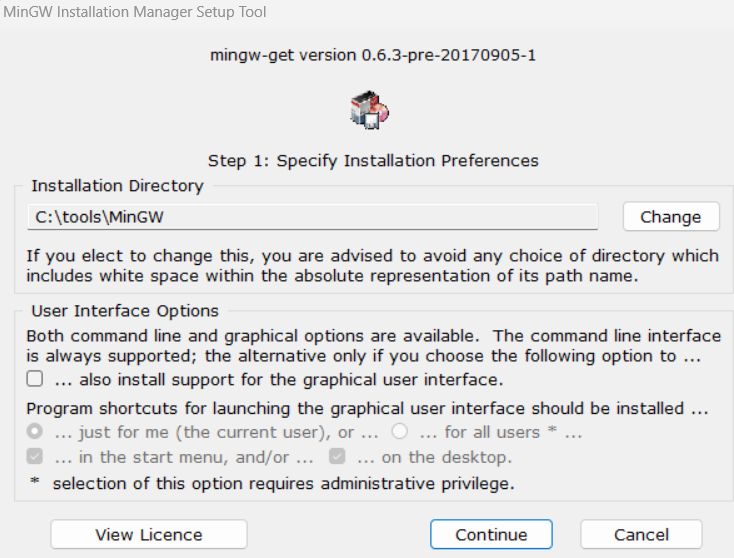 MinGW Installation Manager Setup Tool
mingw-get version 0.6.3-pre-20170905-1
Step 1: Specify Installation Preferences
Installation Directory
C:\tools\MinGW
Change
If you elect to change this, you are advised to avoid any choice of directory which
includes white space within the absolute representation of its path name.
User Interface Options
Both command line and graphical options are available.  The command line interface
is always supported; the alternative only if you choose the following option to ...
... also install support for the graphical user interface.
Program shortcuts for launching the graphical user interface should be installed ...
... just for me (the current user), or ... ... for all users * ...
... in the start menu, and/or ... ... on the desktop.
* selection of this option requires administrative privilege.
View Licence Continue Cancel